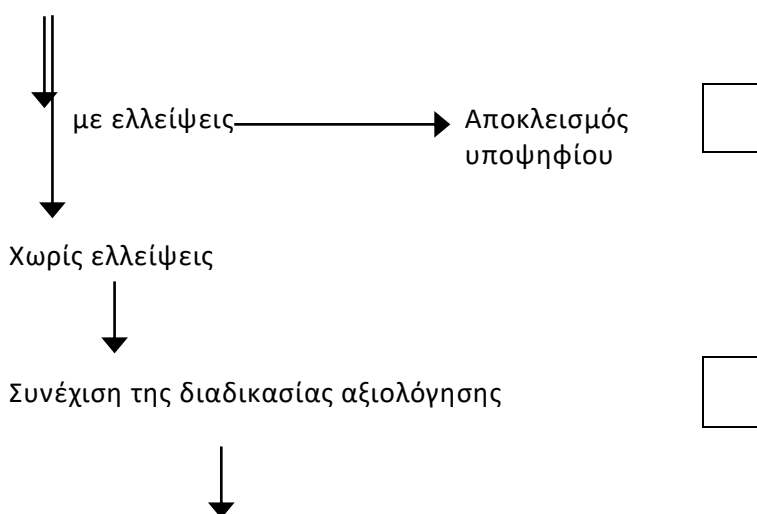 με ελλείψεις
Αποκλεισμός
υποψηφίου
Χωρίς ελλείψεις
Συνέχιση της διαδικασίας αξιολόγησης